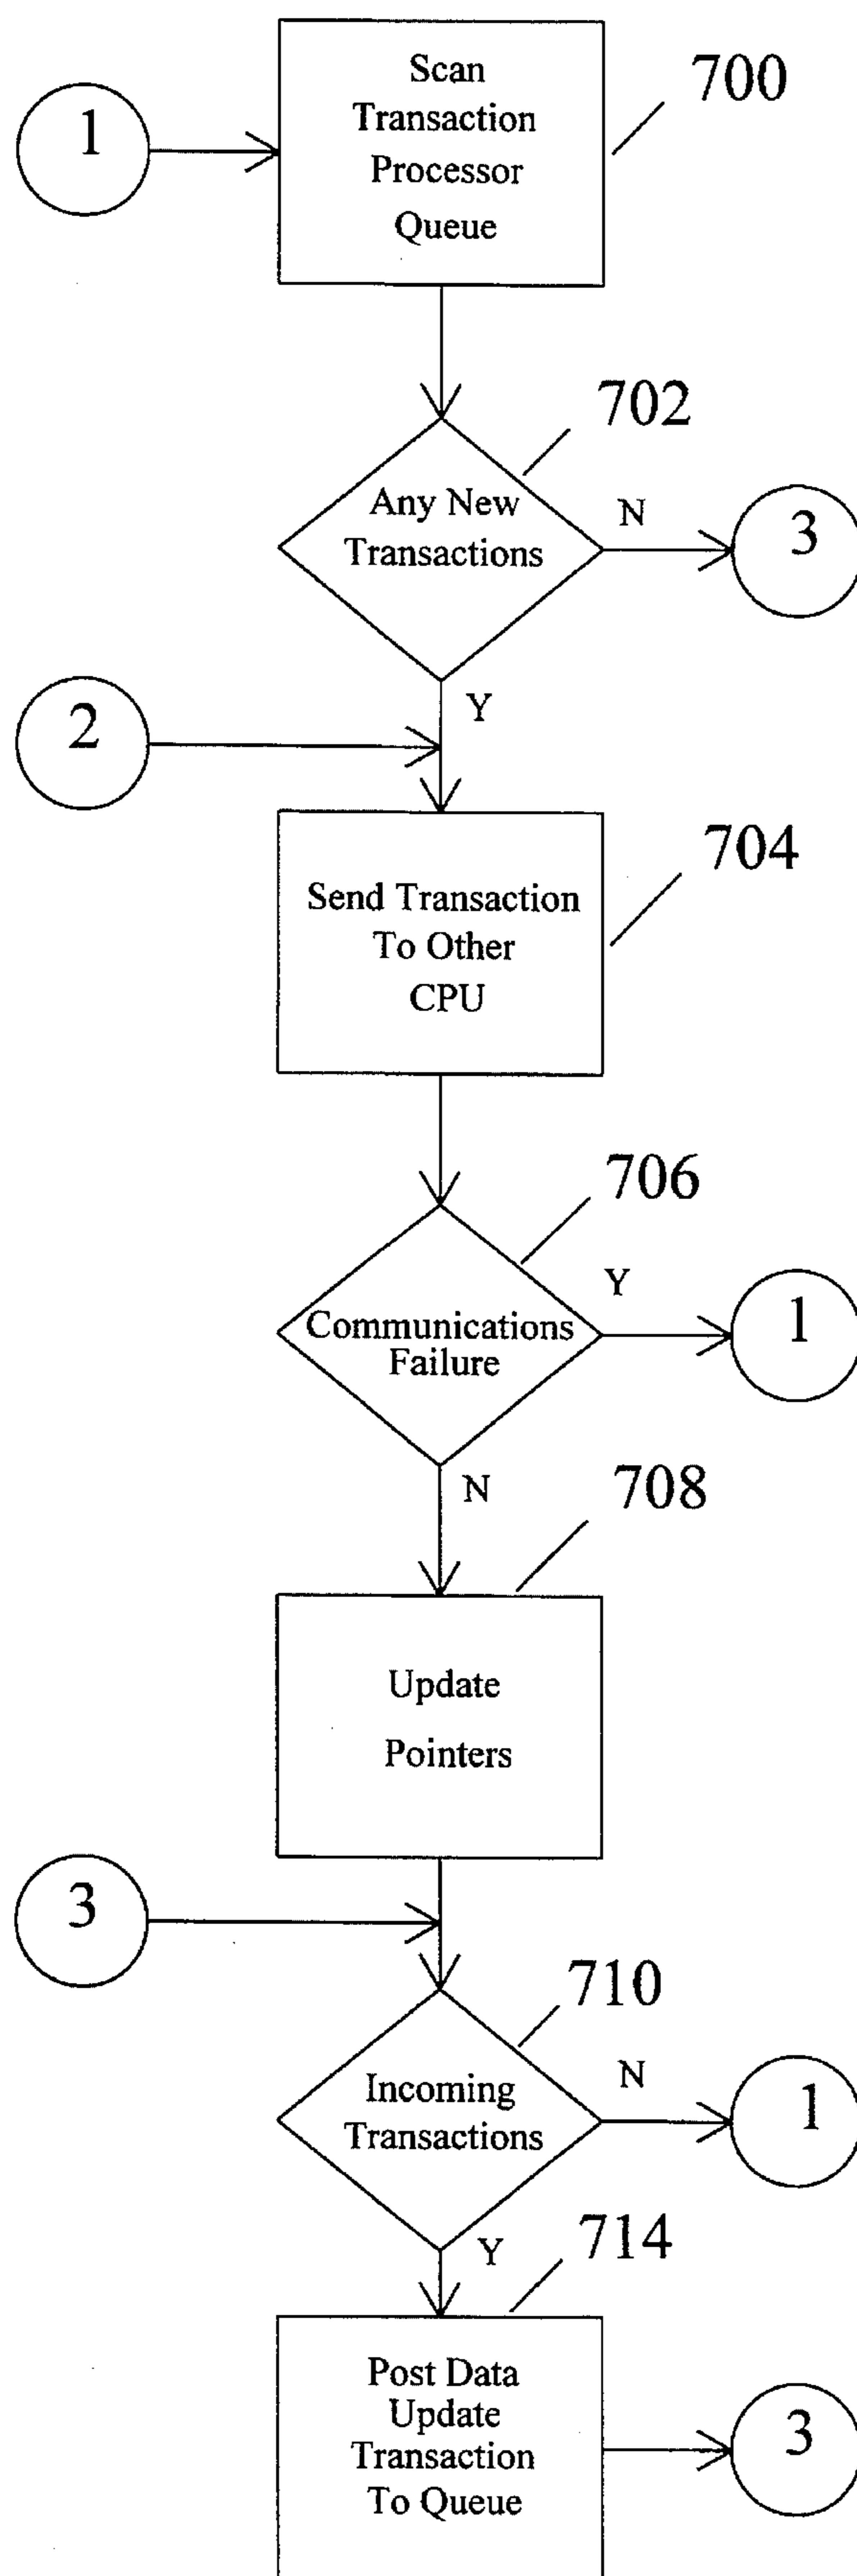 Scan
Transaction
Processor
Queue
700
1
702
Any New
Transactions
N
3
Y
2
704
Send Transaction
To Other
CPU
706
Y
Communications
Failure
1
N
708
Update
Pointers
3
710
Incoming
Transactions
N
1
Y
714
Post Data
Update
Transaction
To Queue
3